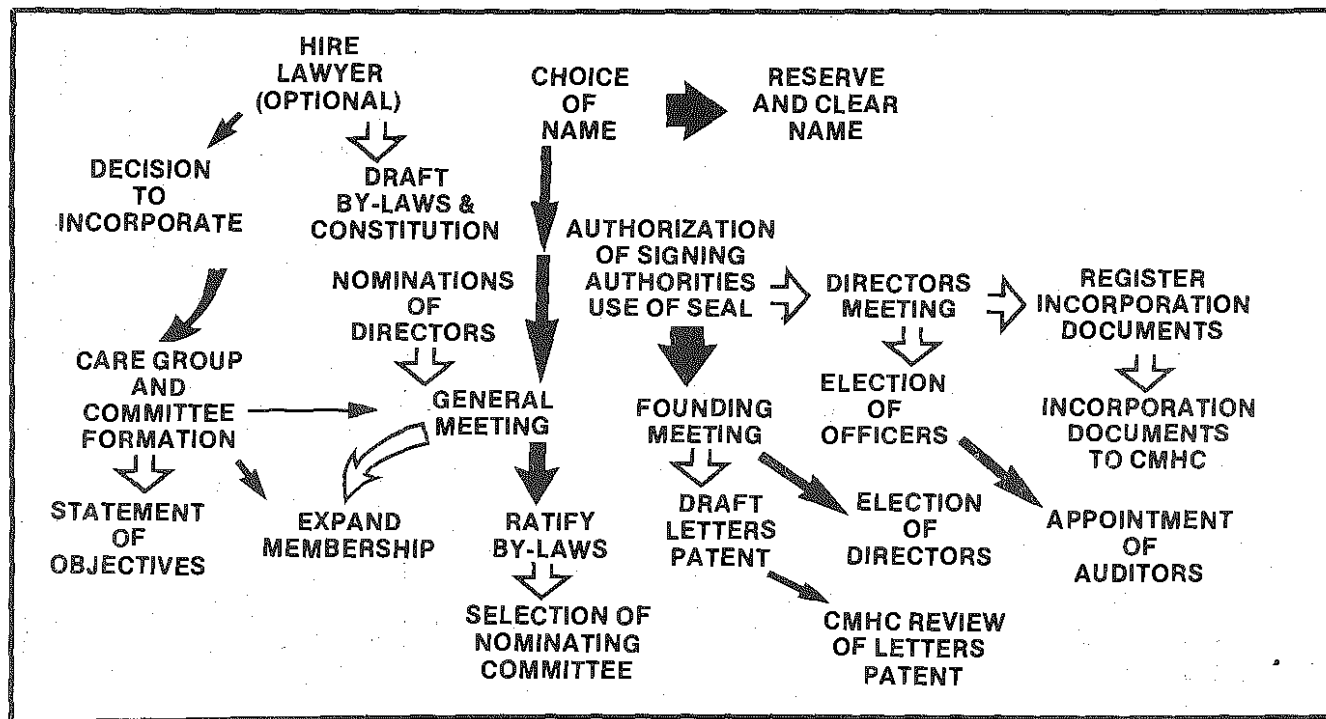 HIRE
LAWYER
(OPTIONAL)
CHOICE
OF
NAME
RESERVE
AND CLEAR
NAME
DECISION
TO
INCORPORATE
DRAFT
BY-LAWS &
CONSTITUTION
AUTHORIZATION
OF SIGNING
AUTHORITIES
USE OF SEAL
NOMINATIONS
OF
DIRECTORS
DIRECTORS
MEETING
REGISTER
INCORPORATION
DOCUMENTS
CARE GROUP
AND
COMMITTEE
FORMATION
GENERAL
MEETING
FOUNDING
MEETING
ELECTION
OF
OFFICERS
INCORPORATION
DOCUMENTS
TO CMHC
STATEMENT
OF
OBJECTIVES
EXPAND
MEMBERSHIP
RATIFY
BY-LAWS
DRAFT
LETTERS
PATENT
ELECTION
OF
DIRECTORS
APPOINTMENT
OF
AUDITORS
SELECTION OF
NOMINATING
COMMITTEE
CMHC REVIEW
OF LETTERS
PATENT